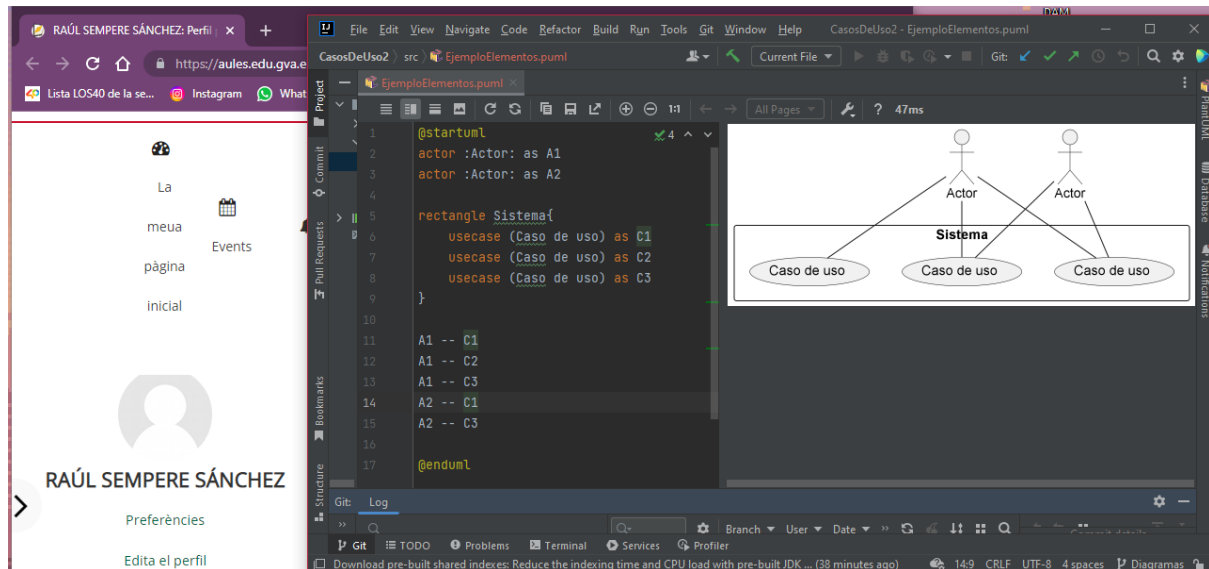 DAM
RAÚL SEMPERE SÁNCHEZ: Perfil
https://aules.edu.gva.e
Lista LOS40 de la se...
Instagram
What
La
meua
pàgina
inicial
Events
RAÚL SEMPERE SÁNCHEZ
Preferències
Edita el perfil
File Edit View Navigate Code Refactor Build Run Tools Git Window Help CasosDeUso2 - EjemploElementos.puml
CasosDeUso2 src EjemploElementos.puml
Current File
Git:
EjemploElementos.puml
1:1
All Pages
? 47ms
Project
Commit
Pull Requests
Bookmarks
Structure
4
1 @startuml
2 actor :Actor: as A1
3 actor :Actor: as A2
4
5 rectangle Sistema{
6 usecase (Caso de uso) as C1
7 usecase (Caso de uso) as C2
8 usecase (Caso de uso) as C3
9 }
10
11 A1 -- C1
12 A1 -- C2
13 A1 -- C3
14 A2 -- C1
15 A2 -- C3
16
17 @enduml
Actor Actor
Sistema
Caso de uso Caso de uso Caso de uso
PlantUML
Database
Notifications
Git: Log
Branch User Date
Commit details
Git TODO Problems Terminal Services Profiler
Download pre-built shared indexes: Reduce the indexing time and CPU load with pre-built JDK ... (38 minutes ago) 14:9 CRLF UTF-8 4 spaces Diagramas